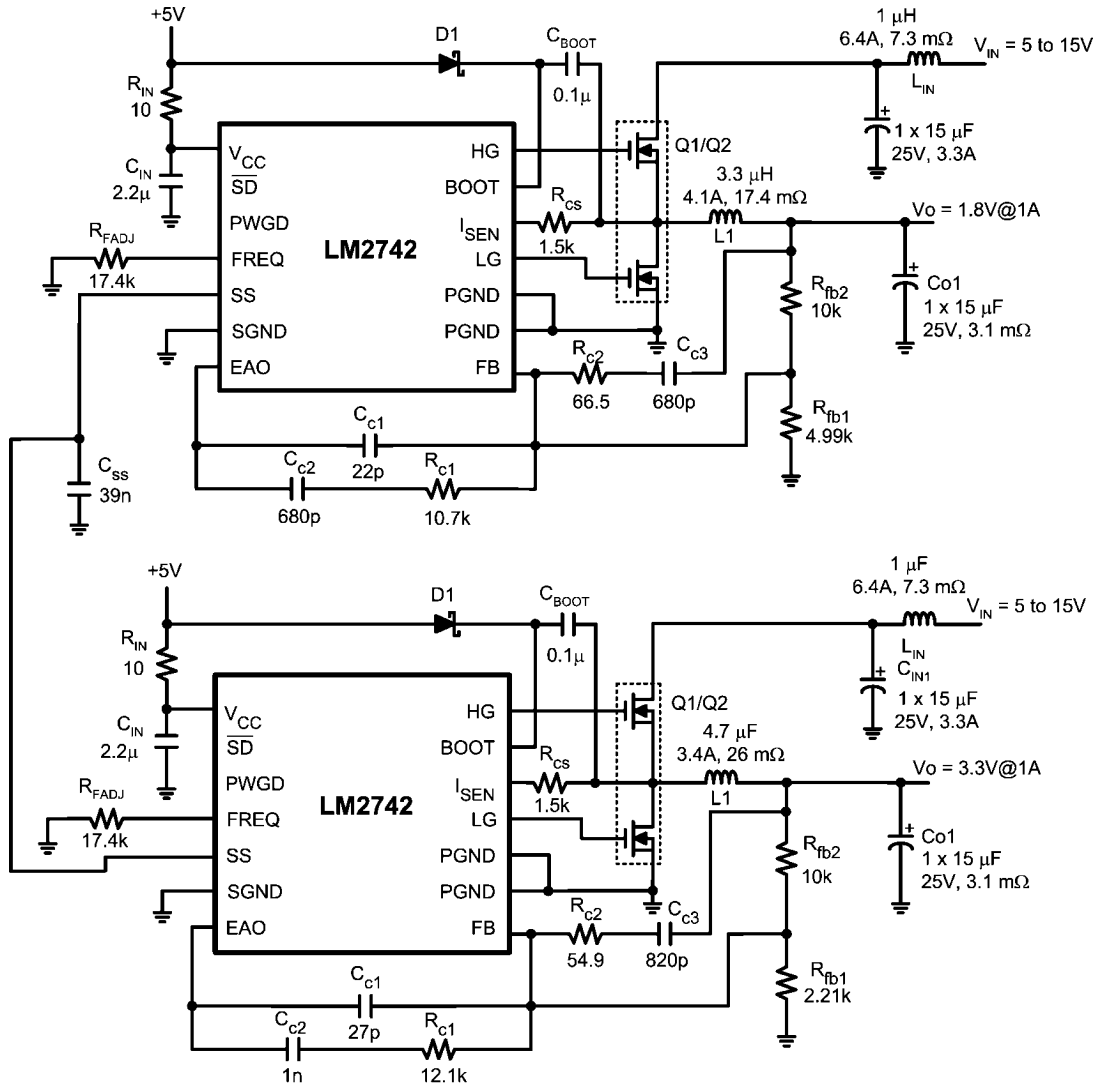 +5V
D1
C_BOOT
0.1µ
1 µH
6.4A, 7.3 mΩ
V_IN = 5 to 15V
L_IN
R_IN
10
+
1 x 15 µF
25V, 3.3A
C_IN
2.2µ
V_CC
SD
PWGD
FREQ
SS
SGND
EAO
LM2742
HG
BOOT
I_SEN
LG
PGND
PGND
FB
Q1/Q2
R_cs
1.5k
3.3 µH
4.1A, 17.4 mΩ
L1
Vo = 1.8V@1A
R_FADJ
17.4k
+
Co1
1 x 15 µF
25V, 3.1 mΩ
R_fb2
10k
R_c2
66.5
C_c3
680p
R_fb1
4.99k
C_c1
22p
C_c2
680p
R_c1
10.7k
C_ss
39n
+5V
D1
C_BOOT
0.1µ
1 µF
6.4A, 7.3 mΩ
V_IN = 5 to 15V
L_IN
R_IN
10
+
C_IN1
1 x 15 µF
25V, 3.3A
C_IN
2.2µ
V_CC
SD
PWGD
FREQ
SS
SGND
EAO
LM2742
HG
BOOT
I_SEN
LG
PGND
PGND
FB
Q1/Q2
R_cs
1.5k
4.7 µF
3.4A, 26 mΩ
L1
Vo = 3.3V@1A
R_FADJ
17.4k
+
Co1
1 x 15 µF
25V, 3.1 mΩ
R_fb2
10k
R_c2
54.9
C_c3
820p
R_fb1
2.21k
C_c1
27p
C_c2
1n
R_c1
12.1k